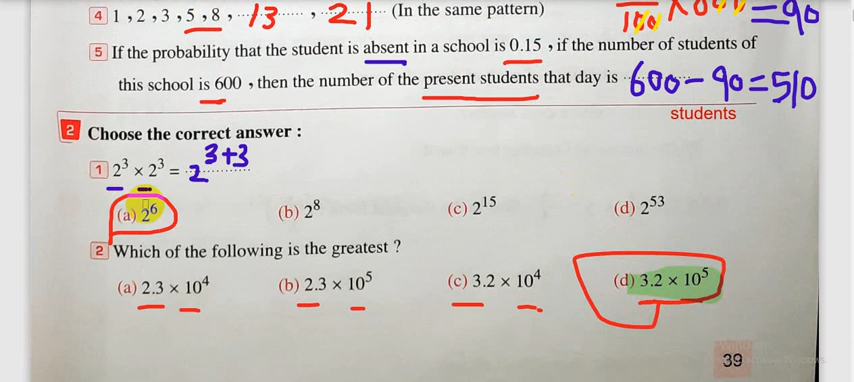 4 1 , 2 , 3 , 5 , 8 , ...13... , ...21... (In the same pattern)
100 = 90
5 If the probability that the student is absent in a school is 0.15 , if the number of students of
this school is 600 , then the number of the present students that day is 600 - 90 = 510
students
2 Choose the correct answer :
1 2³ × 2³ = 2³⁺³
(a) 2⁶ (b) 2⁸ (c) 2¹⁵ (d) 2⁵³
2 Which of the following is the greatest ?
(a) 2.3 × 10⁴ (b) 2.3 × 10⁵ (c) 3.2 × 10⁴ (d) 3.2 × 10⁵
39